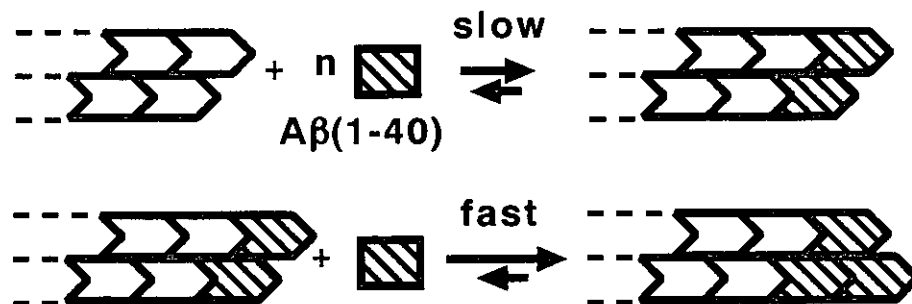 slow
+ n
Aβ(1-40)
fast
+